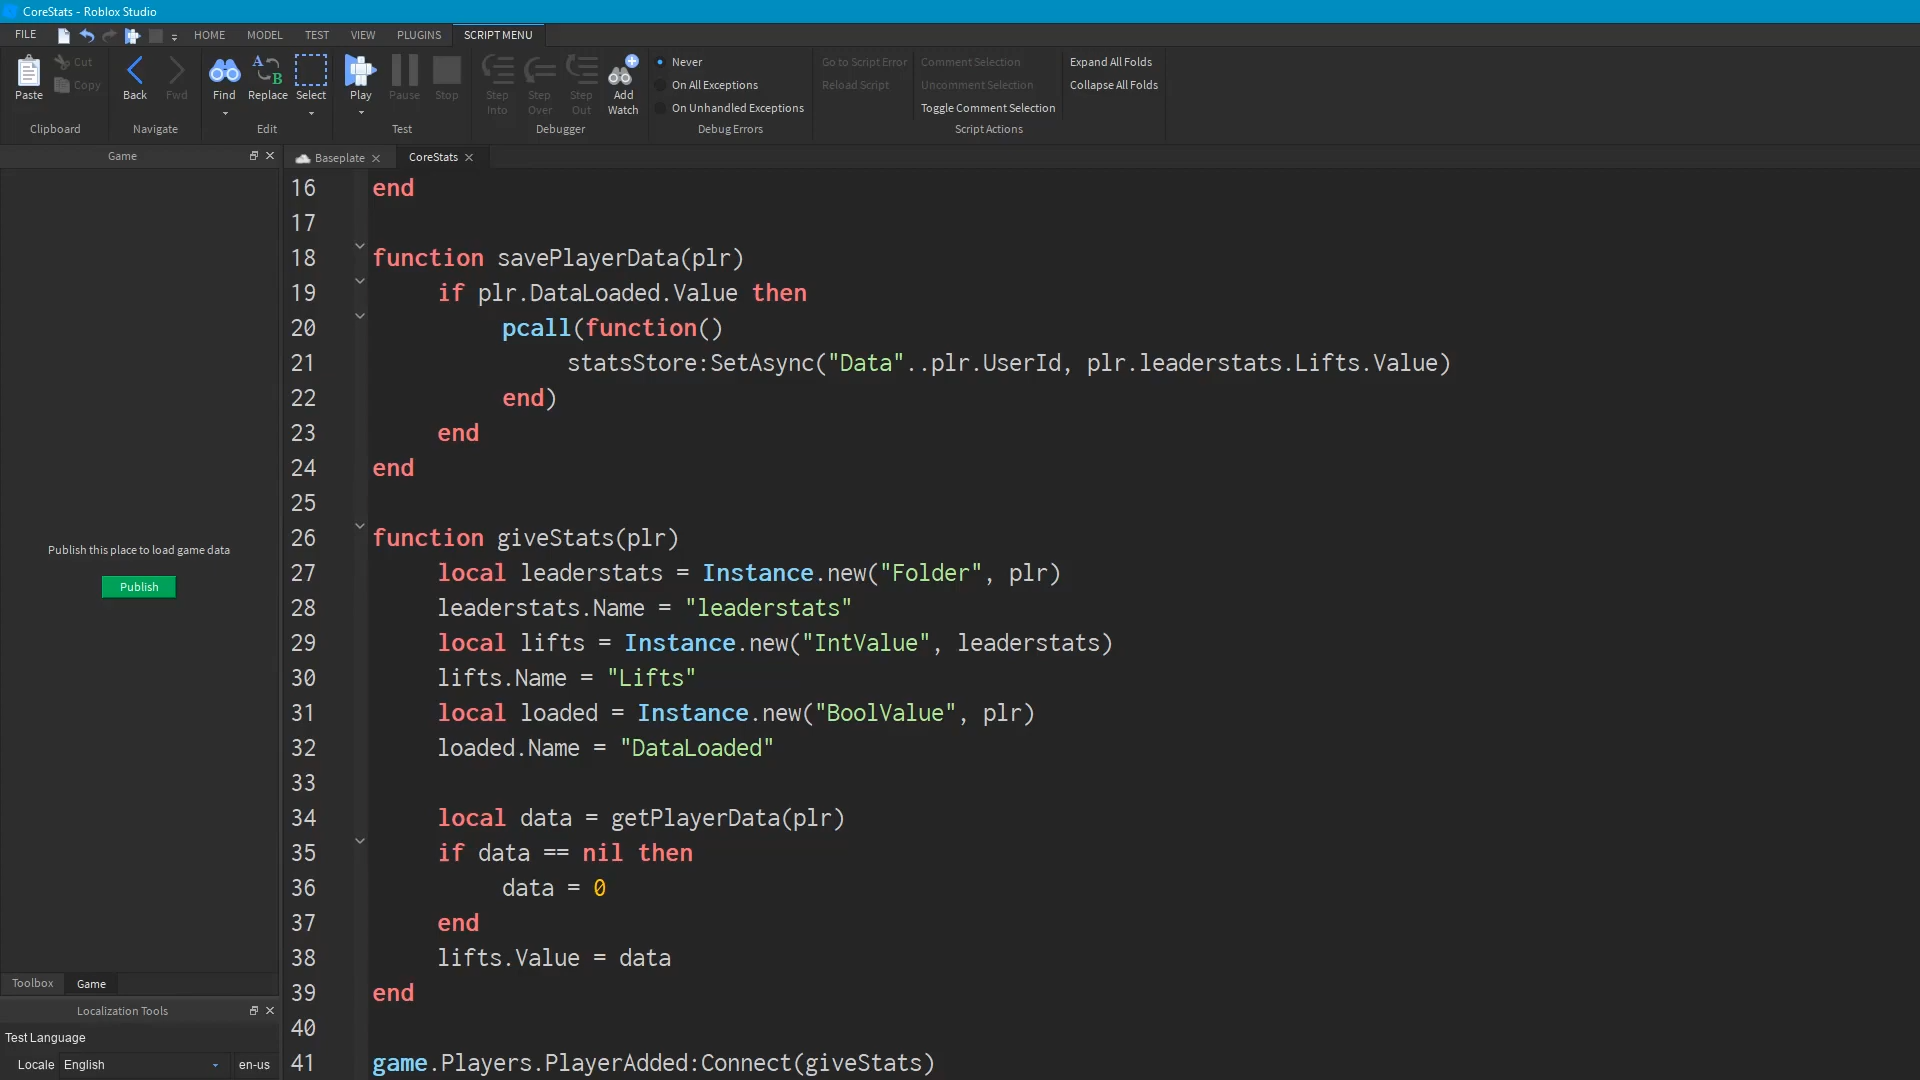 CoreStats - Roblox Studio
FILE HOME MODEL TEST VIEW PLUGINS SCRIPT MENU
Paste Cut Copy Back Fwd Find Replace Select Play Pause Stop Step Into Step Over Step Out Add Watch
Never
On All Exceptions
On Unhandled Exceptions
Go to Script Error
Reload Script
Comment Selection
Uncomment Selection
Toggle Comment Selection
Expand All Folds
Collapse All Folds
Clipboard Navigate Edit Test Debugger Debug Errors Script Actions
Game
Baseplate CoreStats
16 end
17
18 function savePlayerData(plr)
19 if plr.DataLoaded.Value then
20 pcall(function()
21 statsStore:SetAsync("Data"..plr.UserId, plr.leaderstats.Lifts.Value)
22 end)
23 end
24 end
25
26 function giveStats(plr)
27 local leaderstats = Instance.new("Folder", plr)
28 leaderstats.Name = "leaderstats"
29 local lifts = Instance.new("IntValue", leaderstats)
30 lifts.Name = "Lifts"
31 local loaded = Instance.new("BoolValue", plr)
32 loaded.Name = "DataLoaded"
33
34 local data = getPlayerData(plr)
35 if data == nil then
36 data = 0
37 end
38 lifts.Value = data
39 end
40
41 game.Players.PlayerAdded:Connect(giveStats)
Publish this place to load game data
Publish
Toolbox Game
Localization Tools
Test Language
Locale English en-us